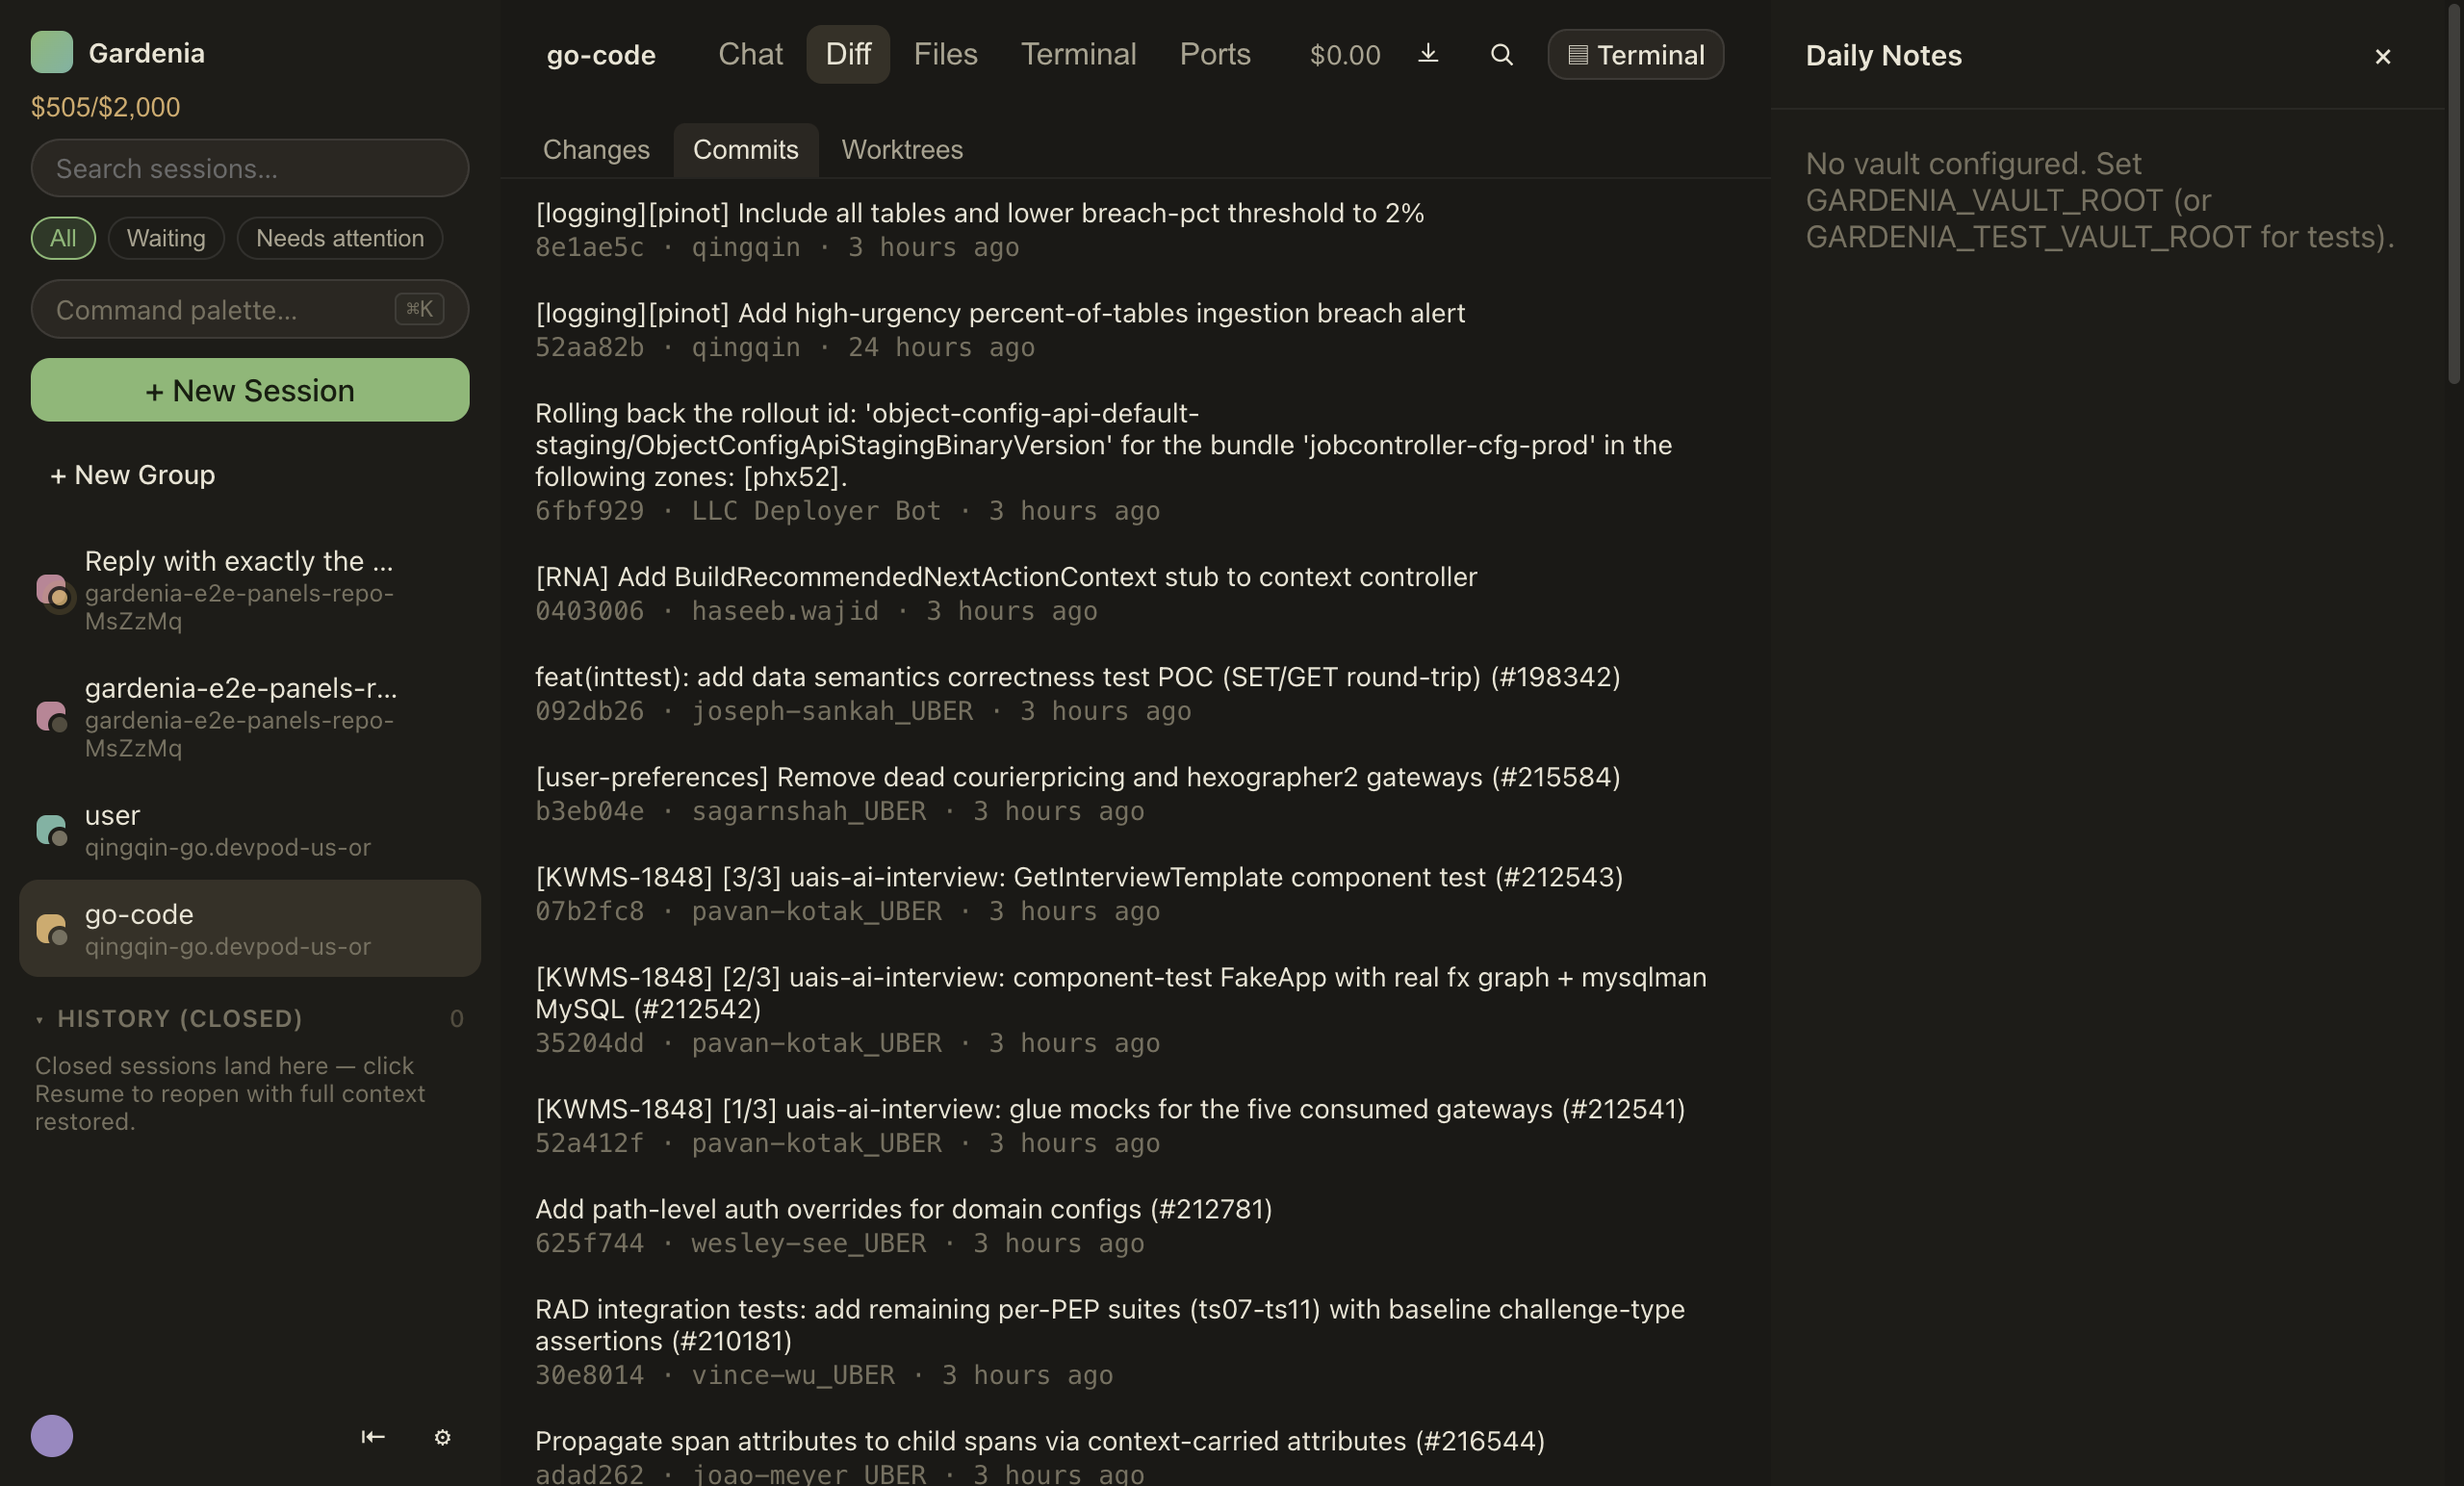 Gardenia
$505/$2,000
Search sessions...
All
Waiting
Needs attention
Command palette...
⌘K
+ New Session
+ New Group
Reply with exactly the ...
gardenia-e2e-panels-repo-
MsZzMq
gardenia-e2e-panels-r...
gardenia-e2e-panels-repo-
MsZzMq
user
qingqin-go.devpod-us-or
go-code
qingqin-go.devpod-us-or
HISTORY (CLOSED) 0
Closed sessions land here — click
Resume to reopen with full context
restored.
go-code
Chat
Diff
Files
Terminal
Ports
$0.00
Terminal
Changes
Commits
Worktrees
[logging][pinot] Include all tables and lower breach-pct threshold to 2%
8e1ae5c · qingqin · 3 hours ago
[logging][pinot] Add high-urgency percent-of-tables ingestion breach alert
52aa82b · qingqin · 24 hours ago
Rolling back the rollout id: 'object-config-api-default-
staging/ObjectConfigApiStagingBinaryVersion' for the bundle 'jobcontroller-cfg-prod' in the
following zones: [phx52].
6fbf929 · LLC Deployer Bot · 3 hours ago
[RNA] Add BuildRecommendedNextActionContext stub to context controller
0403006 · haseeb.wajid · 3 hours ago
feat(inttest): add data semantics correctness test POC (SET/GET round-trip) (#198342)
092db26 · joseph-sankah_UBER · 3 hours ago
[user-preferences] Remove dead courierpricing and hexographer2 gateways (#215584)
b3eb04e · sagarnshah_UBER · 3 hours ago
[KWMS-1848] [3/3] uais-ai-interview: GetInterviewTemplate component test (#212543)
07b2fc8 · pavan-kotak_UBER · 3 hours ago
[KWMS-1848] [2/3] uais-ai-interview: component-test FakeApp with real fx graph + mysqlman
MySQL (#212542)
35204dd · pavan-kotak_UBER · 3 hours ago
[KWMS-1848] [1/3] uais-ai-interview: glue mocks for the five consumed gateways (#212541)
52a412f · pavan-kotak_UBER · 3 hours ago
Add path-level auth overrides for domain configs (#212781)
625f744 · wesley-see_UBER · 3 hours ago
RAD integration tests: add remaining per-PEP suites (ts07-ts11) with baseline challenge-type
assertions (#210181)
30e8014 · vince-wu_UBER · 3 hours ago
Propagate span attributes to child spans via context-carried attributes (#216544)
adad262 · joao-meyer_UBER · 3 hours ago
Daily Notes
No vault configured. Set
GARDENIA_VAULT_ROOT (or
GARDENIA_TEST_VAULT_ROOT for tests).